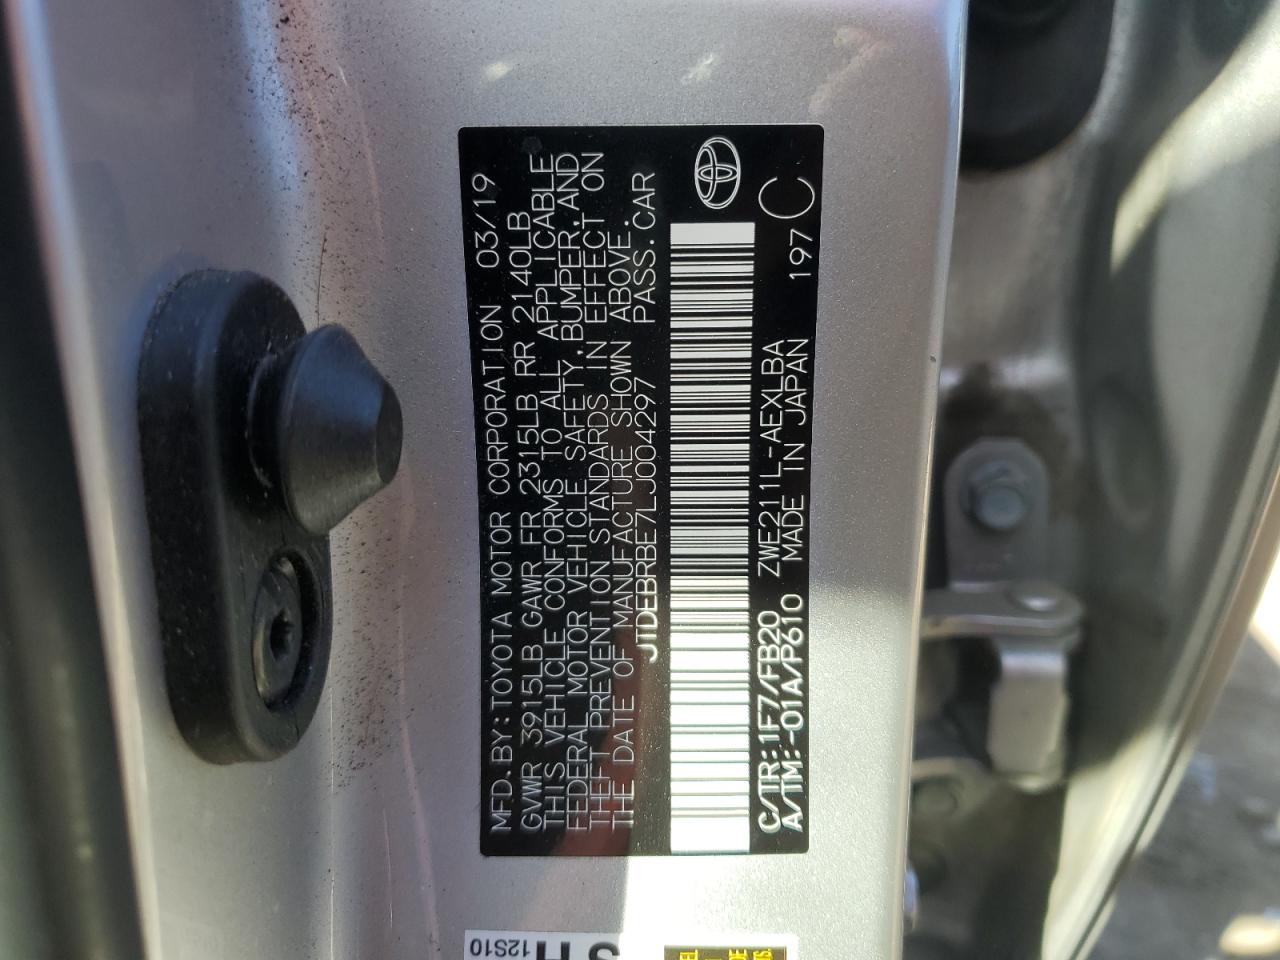 MFD.BY:TOYOTA MOTOR CORPORATION 03/19
GVWR 3915LB GAWR FR 2315LB RR 2140LB
THIS VEHICLE CONFORMS TO ALL APPLICABLE
FEDERAL MOTOR VEHICLE SAFETY,BUMPER,AND
THEFT PREVENTION STANDARDS IN EFFECT ON
THE DATE OF MANUFACTURE SHOWN ABOVE.
JTDEBRBE7LJ004297 PASS.CAR
C/TR:1F7/FB20 ZWE211L-AEXLBA
A/TM:-01A/P610 MADE IN JAPAN 197 C
12S10